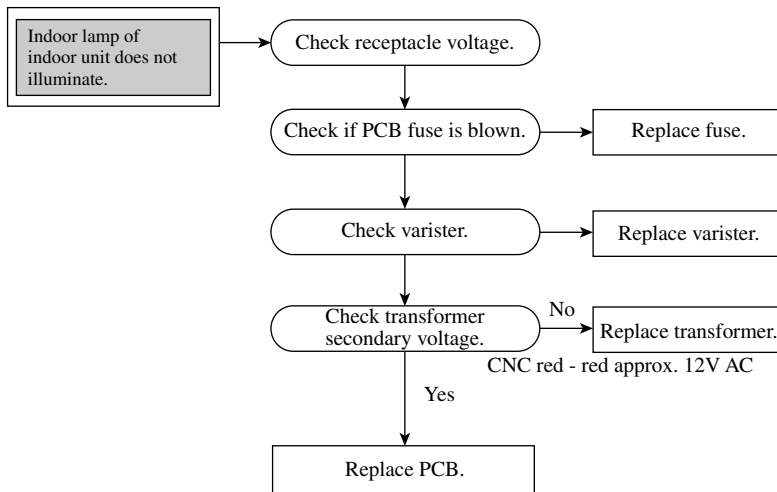 Indoor lamp of
indoor unit does not
illuminate.
Check receptacle voltage.
Check if PCB fuse is blown.
Replace fuse.
Check varister.
Replace varister.
Check transformer
secondary voltage.
No
Replace transformer.
CNC red - red approx. 12V AC
Yes
Replace PCB.